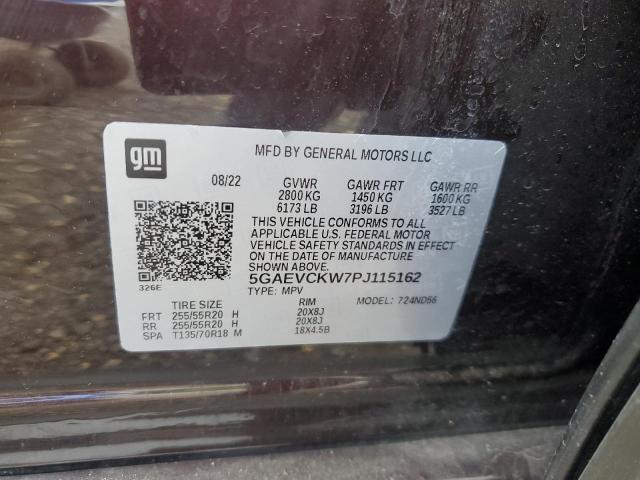 gm
MFD BY GENERAL MOTORS LLC
08/22 GVWR GAWR FRT GAWR RR
2800 KG 1450 KG 1600 KG
6173 LB 3196 LB 3527 LB
THIS VEHICLE CONFORMS TO ALL
APPLICABLE U.S. FEDERAL MOTOR
VEHICLE SAFETY STANDARDS IN EFFECT
ON THE DATE OF MANUFACTURE
SHOWN ABOVE.
326E 5GAEVCKW7PJ115162
TYPE: MPV MODEL: 724ND56
TIRE SIZE RIM
FRT 255/55R20 H 20X8J
RR 255/55R20 H 20X8J
SPA T135/70R18 M 18X4.5B